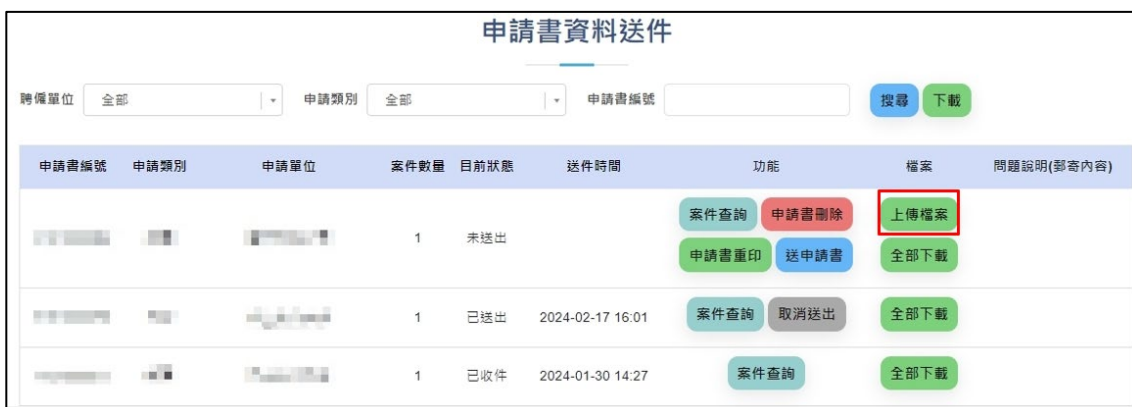 申請書資料送件
聘僱單位 全部 申請類別 全部 申請書編號 搜尋 下載
申請書編號 申請類別 申請單位 案件數量 目前狀態 送件時間 功能 檔案 問題說明(郵寄內容)
案件查詢 申請書刪除 上傳檔案
1 未送出
申請書重印 送申請書 全部下載
1 已送出 2024-02-17 16:01 案件查詢 取消送出 全部下載
1 已收件 2024-01-30 14:27 案件查詢 全部下載